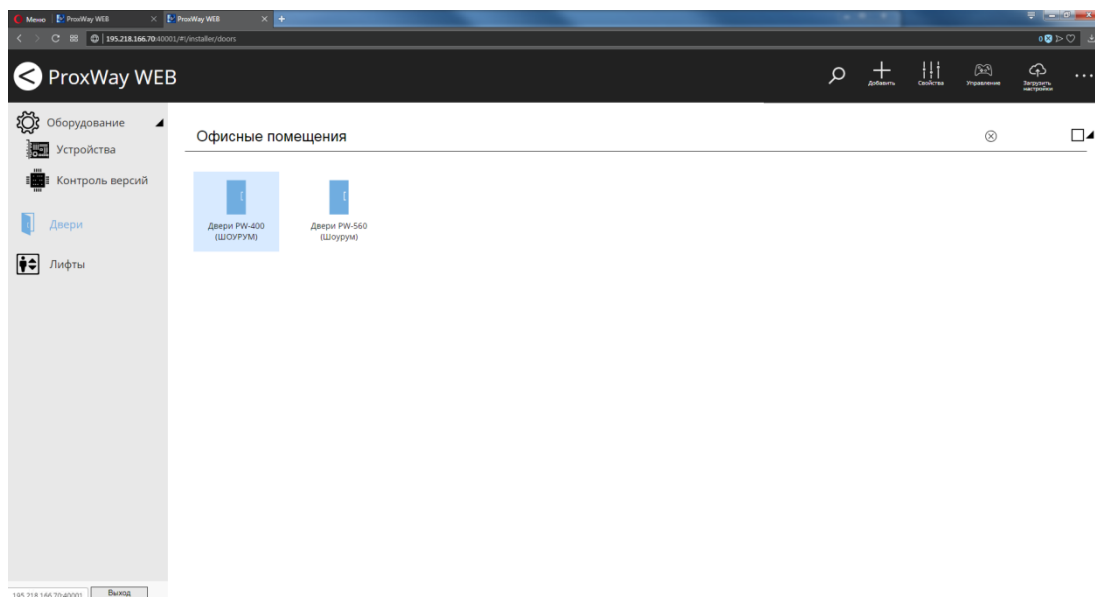 Меню ProxWay WEB ProxWay WEB
195.218.166.70:40001/#!/installer/doors 0
ProxWay WEB Добавить Свойства Управление Загрузить настройки
Оборудование
Устройства
Контроль версий
Двери
Лифты
Офисные помещения
Двери PW-400
(ШОУРУМ)
Двери PW-560
(Шоурум)
195.218.166.70:40001 Выход